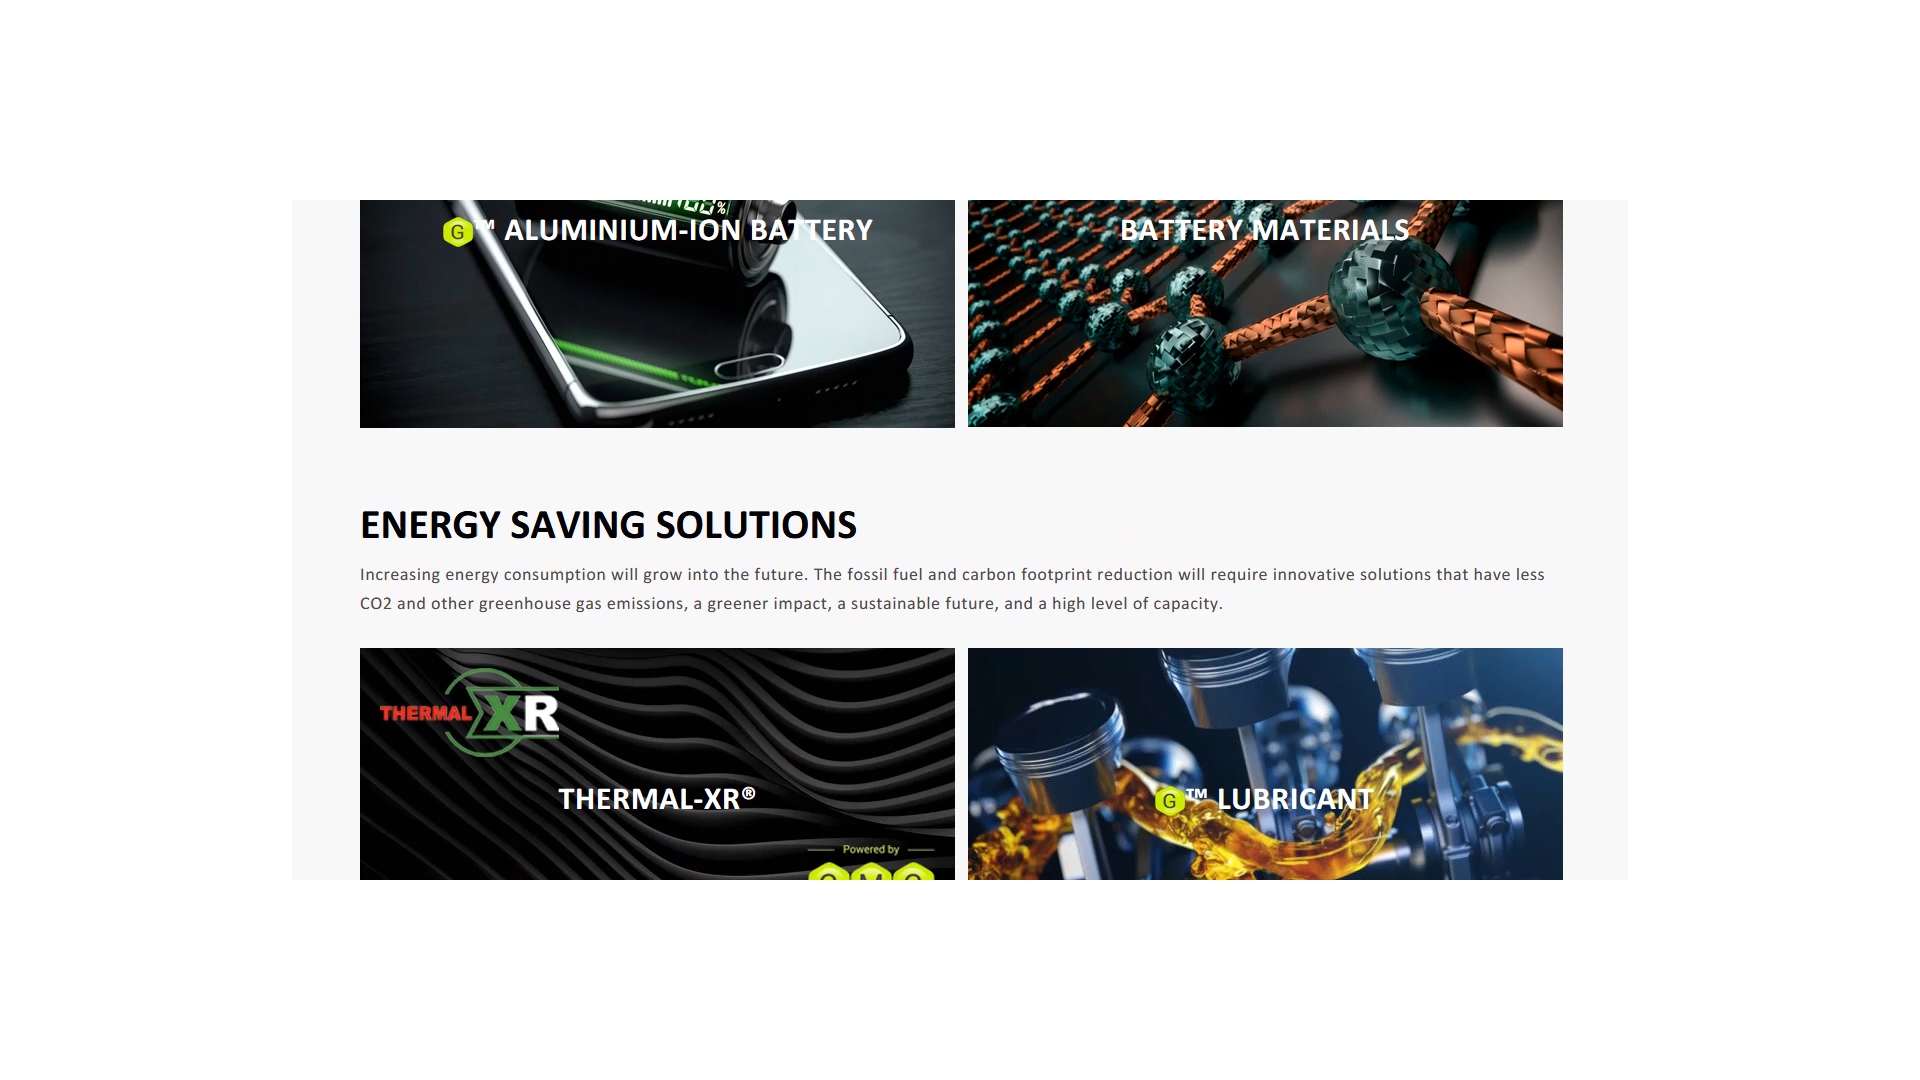 G™ ALUMINIUM-ION BATTERY
BATTERY MATERIALS
ENERGY SAVING SOLUTIONS
Increasing energy consumption will grow into the future. The fossil fuel and carbon footprint reduction will require innovative solutions that have less
CO2 and other greenhouse gas emissions, a greener impact, a sustainable future, and a high level of capacity.
THERMAL XR
THERMAL-XR®
G™ LUBRICANT
Powered by